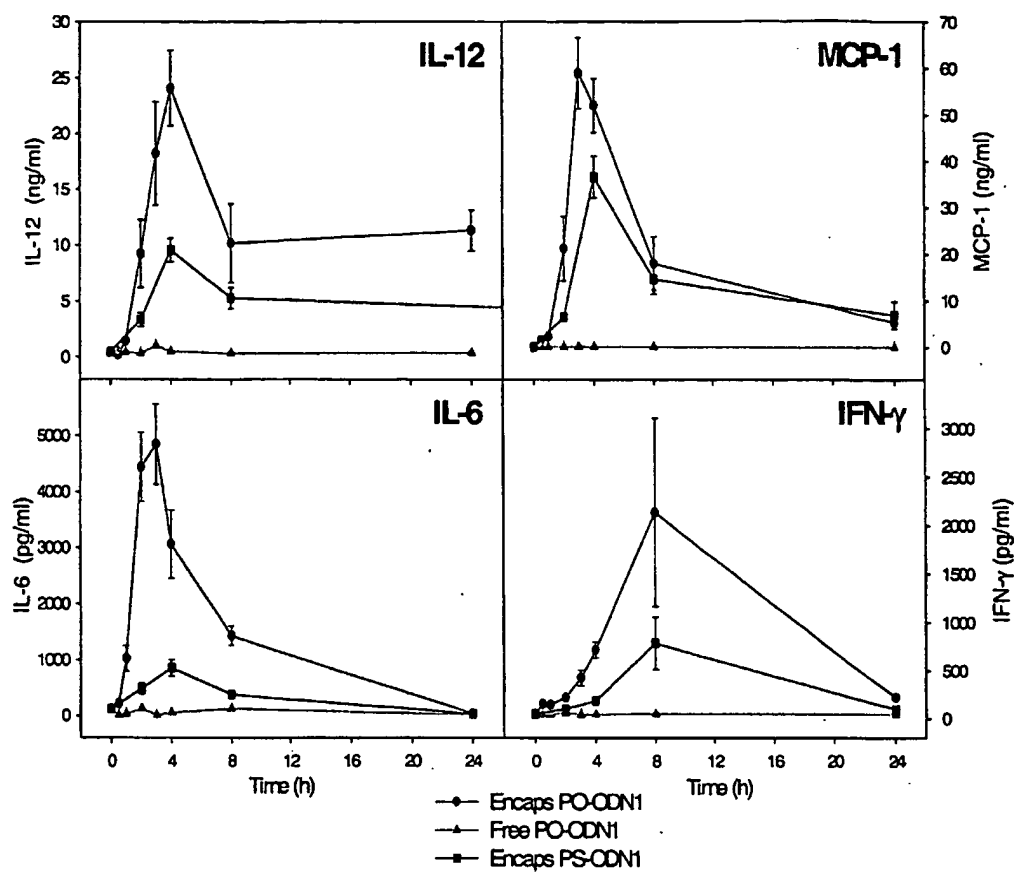 IL-12
MCP-1
IL-12 (ng/ml)
30
25
20
15
10
5
0
MCP-1 (ng/ml)
70
60
50
40
30
20
10
0
IL-6
IFN-γ
IL-6 (pg/ml)
5000
4000
3000
2000
1000
0
IFN-γ (pg/ml)
3000
2500
2000
1500
1000
500
0
0 4 8 12 16 20 24
0 4 8 12 16 20 24
Time (h)
Time (h)
Encaps PO-ODN1
Free PO-ODN1
Encaps PS-ODN1